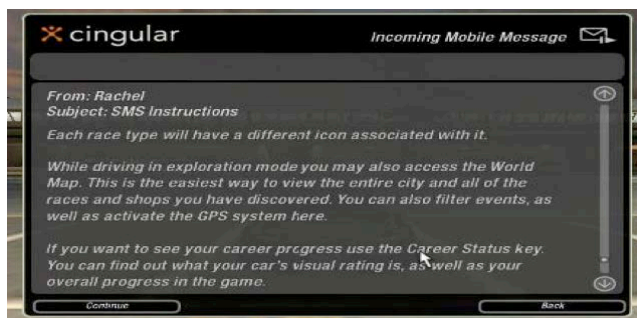 cingular
Incoming Mobile Message
From: Rachel
Subject: SMS Instructions
Each race type will have a different icon associated with it.
While driving in exploration mode you may also access the World
Map. This is the easiest way to view the entire city and all of the
races and shops you have discovered. You can also filter events, as
well as activate the GPS system here.
If you want to see your career progress use the Career Status key.
You can find out what your car's visual rating is, as well as your
overall progress in the game.
Continue
Back